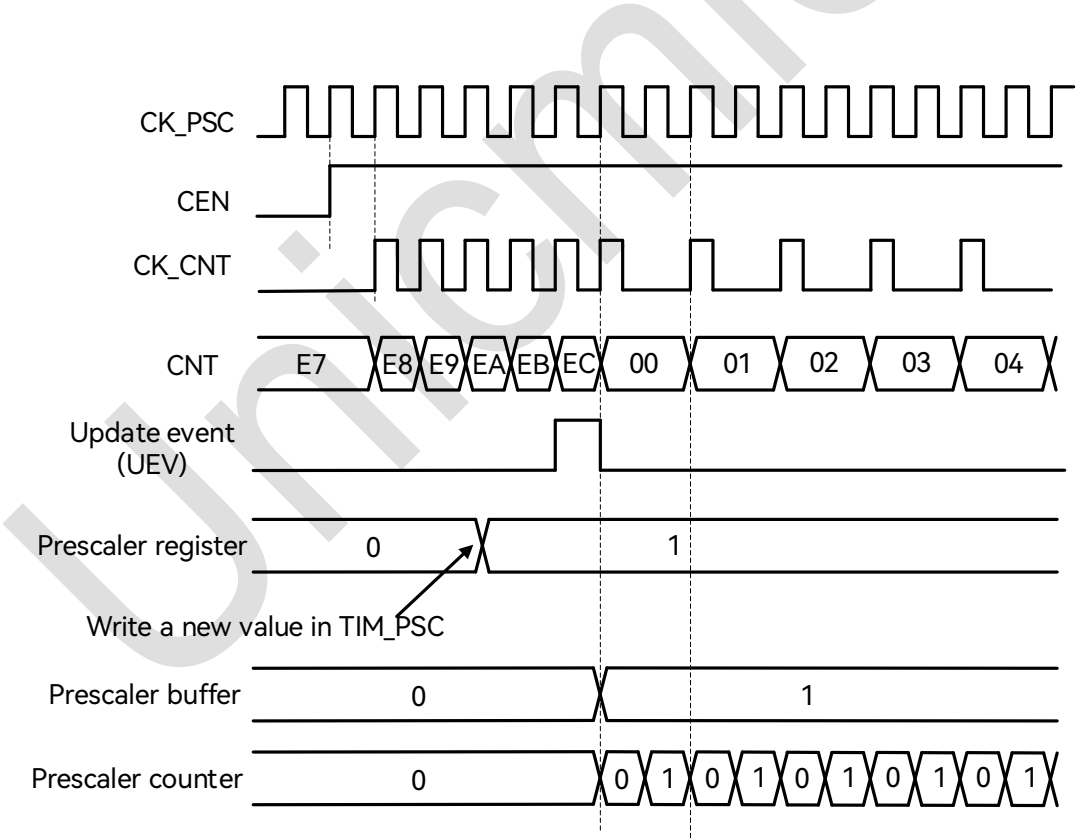 CK_PSC
CEN
CK_CNT
CNT E7 E8 E9 EA EB EC 00 01 02 03 04
Update event
(UEV)
Prescaler register 0 1
Write a new value in TIM_PSC
Prescaler buffer 0 1
Prescaler counter 0 0 1 0 1 0 1 0 1 0 1
Unicmic